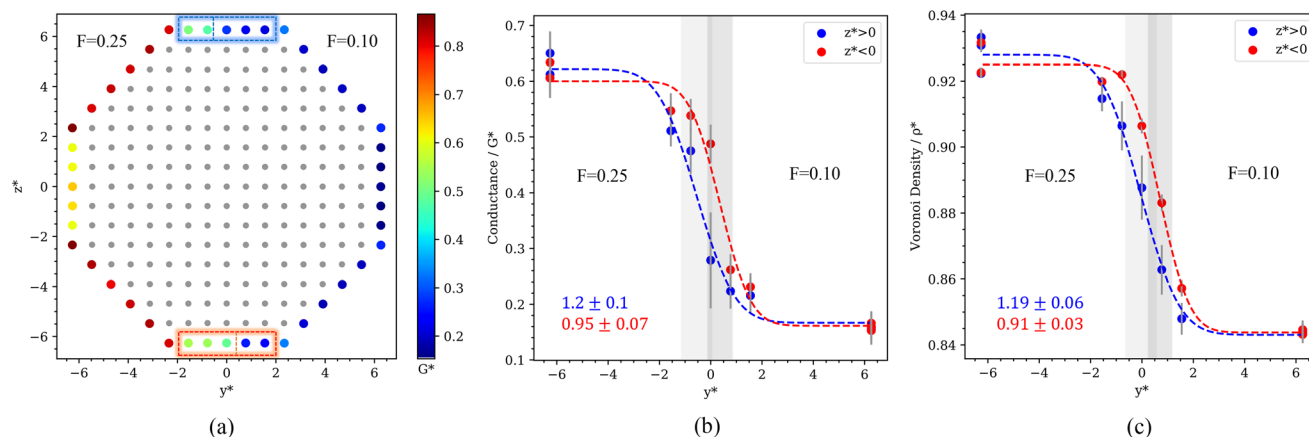 F=0.25
F=0.10
z*
6
4
2
0
−2
−4
−6
−6
−4
−2
0
2
4
6
y*
0.8
0.7
0.6
0.5
0.4
0.3
0.2
G*
(a)
Conductance / G*
0.7
0.6
0.5
0.4
0.3
0.2
0.1
z*>0
z*<0
F=0.25
F=0.10
1.2 ± 0.1
0.95 ± 0.07
−6
−4
−2
0
2
4
6
y*
(b)
Voronoi Density / ρ*
0.94
0.92
0.90
0.88
0.86
0.84
z*>0
z*<0
F=0.25
F=0.10
1.19 ± 0.06
0.91 ± 0.03
−6
−4
−2
0
2
4
6
y*
(c)